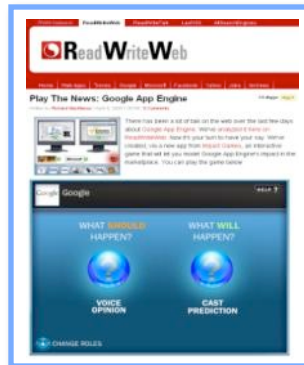 ReadWriteWeb
ReadWriteWeb
Play The News: Google App Engine
There has been a lot of talk on the web over the last few days
about Google App Engine. We've
ReadWriteWeb. Now it's your turn to have your say. We've
created, via a new app from Impact Games, an interactive
game that will let you model Google App Engine's impact in the
marketplace. You can play the game below
Google Google
HELP ?
WHAT SHOULD
HAPPEN?
WHAT WILL
HAPPEN?
VOICE
OPINION
CAST
PREDICTION
CHANGE ROLES